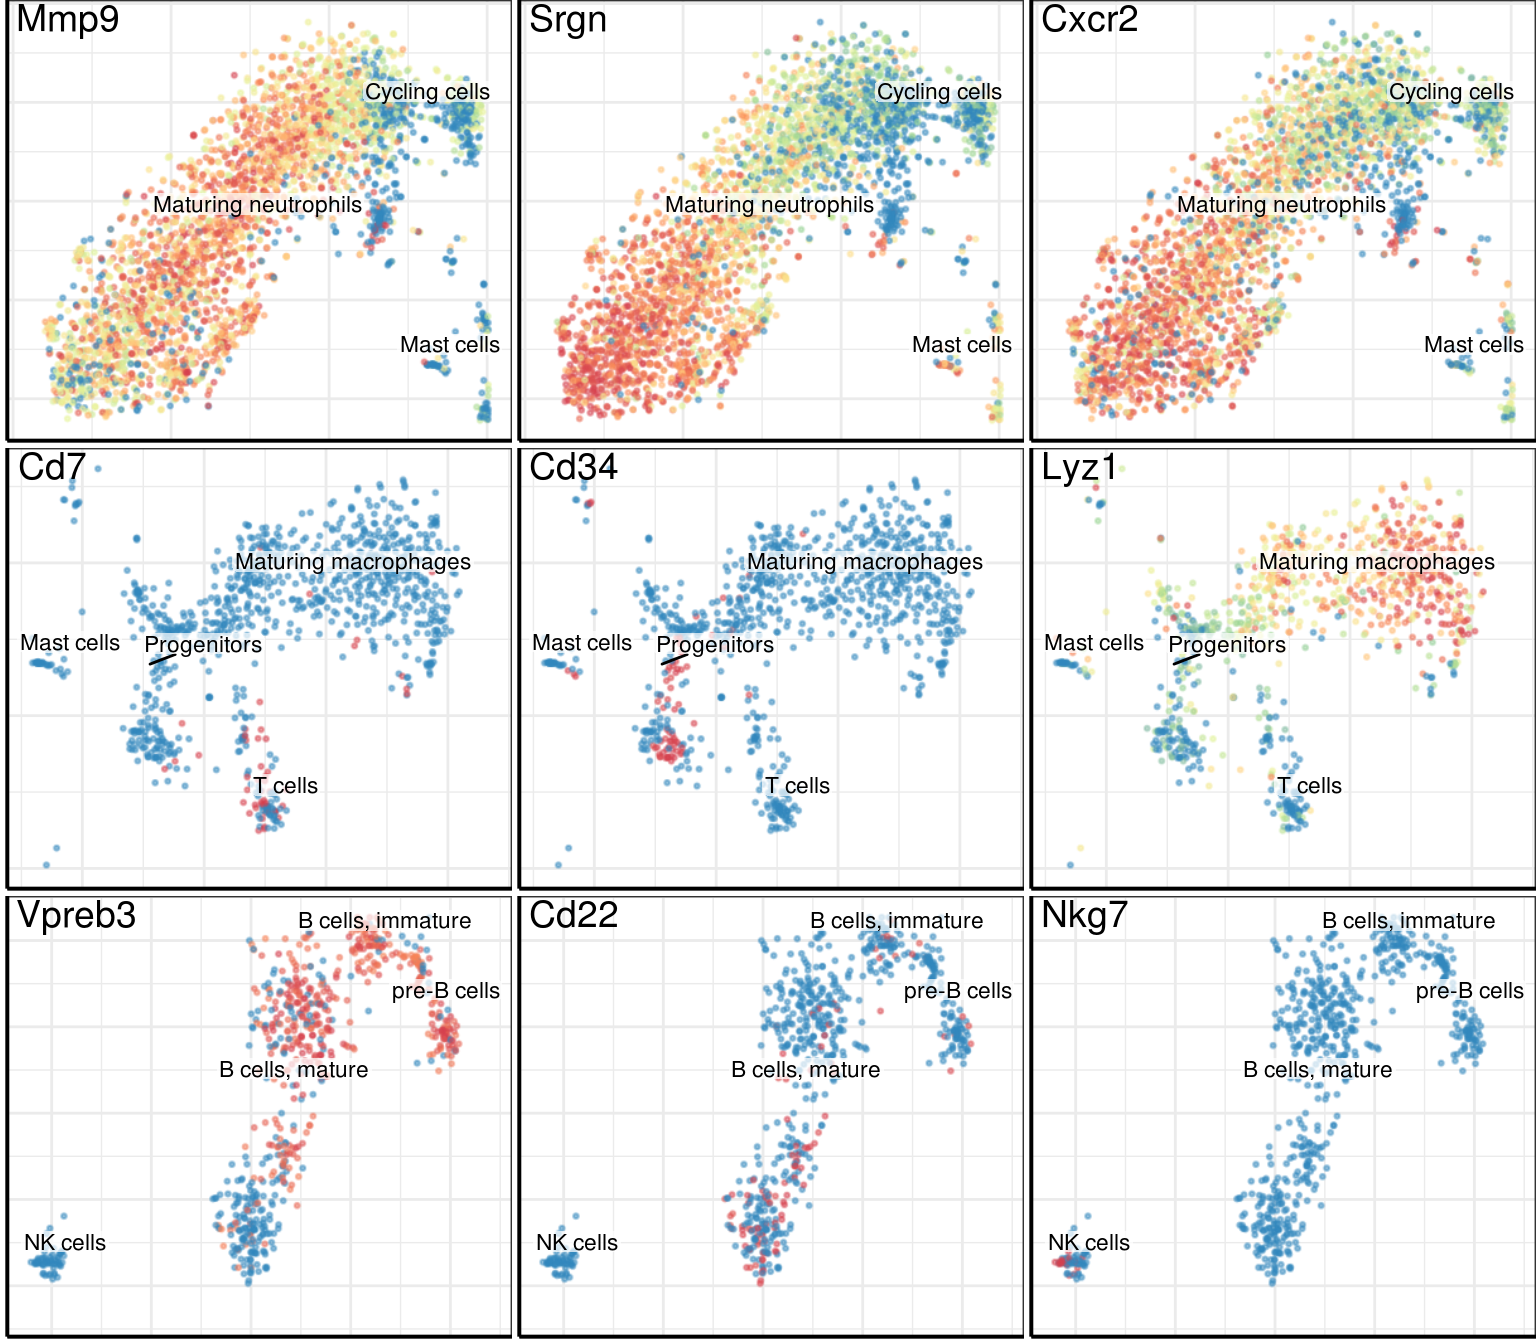 Mmp9
Cycling cells
Maturing neutrophils
Mast cells
Srgn
Cycling cells
Maturing neutrophils
Mast cells
Cxcr2
Cycling cells
Maturing neutrophils
Mast cells
Cd7
Maturing macrophages
Mast cells
Progenitors
T cells
Cd34
Maturing macrophages
Mast cells
Progenitors
T cells
Lyz1
Maturing macrophages
Mast cells
Progenitors
T cells
Vpreb3
B cells, immature
pre-B cells
B cells, mature
NK cells
Cd22
B cells, immature
pre-B cells
B cells, mature
NK cells
Nkg7
B cells, immature
pre-B cells
B cells, mature
NK cells